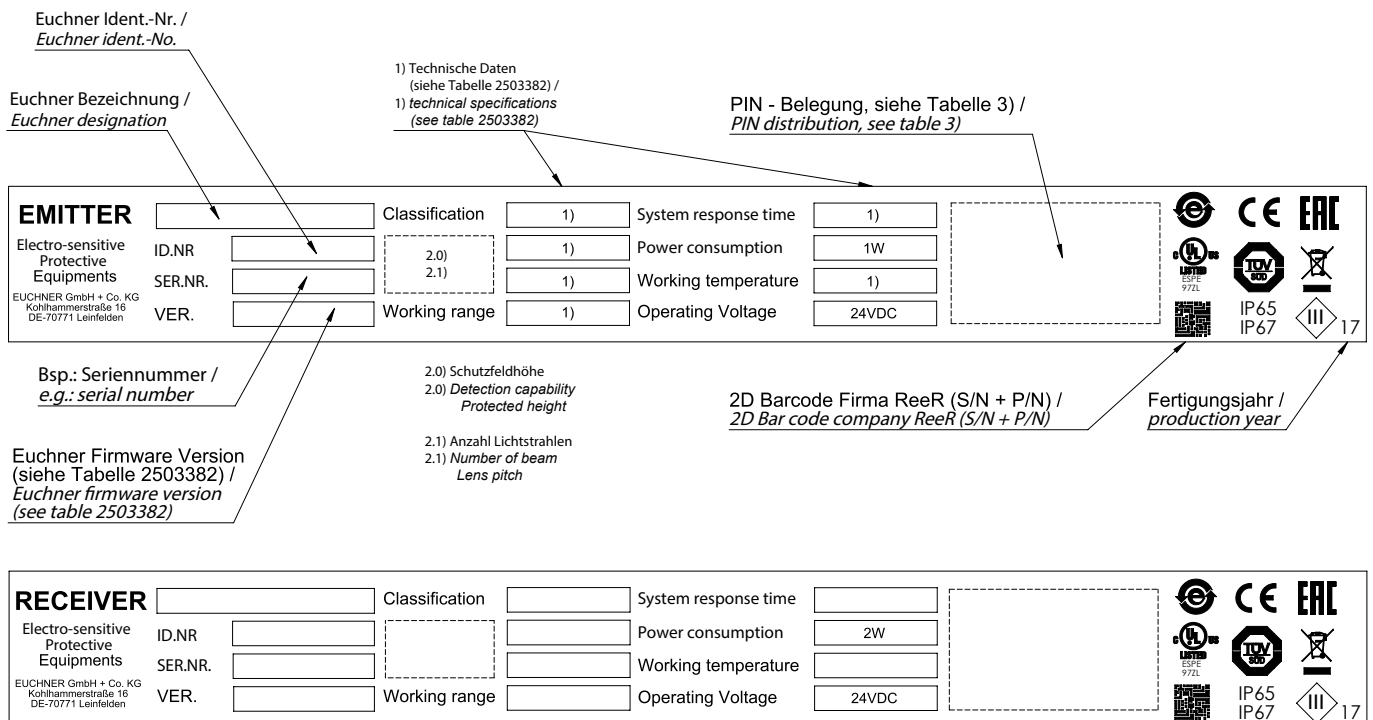 Euchner Ident.-Nr. /
Euchner ident.-No.
Euchner Bezeichnung /
Euchner designation
1) Technische Daten
(siehe Tabelle 2503382) /
1) technical specifications
(see table 2503382)
PIN - Belegung, siehe Tabelle 3) /
PIN distribution, see table 3)
EMITTER
Electro-sensitive
Protective
Equipments
EUCHNER GmbH + Co. KG
Kohlhammerstraße 16
DE-70771 Leinfelden
ID.NR
SER.NR.
VER.
Classification
2.0)
2.1)
Working range
1)
1)
1)
1)
System response time 1)
Power consumption 1W
Working temperature 1)
Operating Voltage 24VDC
CE EAC
C UL US
LISTED
ESPE
97ZL
TÜV
SÜD
IP65
IP67
III
17
Bsp.: Seriennummer /
e.g.: serial number
2.0) Schutzfeldhöhe
2.0) Detection capability
Protected height
2.1) Anzahl Lichtstrahlen
2.1) Number of beam
Lens pitch
2D Barcode Firma ReeR (S/N + P/N) /
2D Bar code company ReeR (S/N + P/N)
Fertigungsjahr /
production year
Euchner Firmware Version
(siehe Tabelle 2503382) /
Euchner firmware version
(see table 2503382)
RECEIVER
Electro-sensitive
Protective
Equipments
EUCHNER GmbH + Co. KG
Kohlhammerstraße 16
DE-70771 Leinfelden
ID.NR
SER.NR.
VER.
Classification
Working range
System response time
Power consumption 2W
Working temperature
Operating Voltage 24VDC
CE EAC
C UL US
LISTED
ESPE
97ZL
TÜV
SÜD
IP65
IP67
III
17